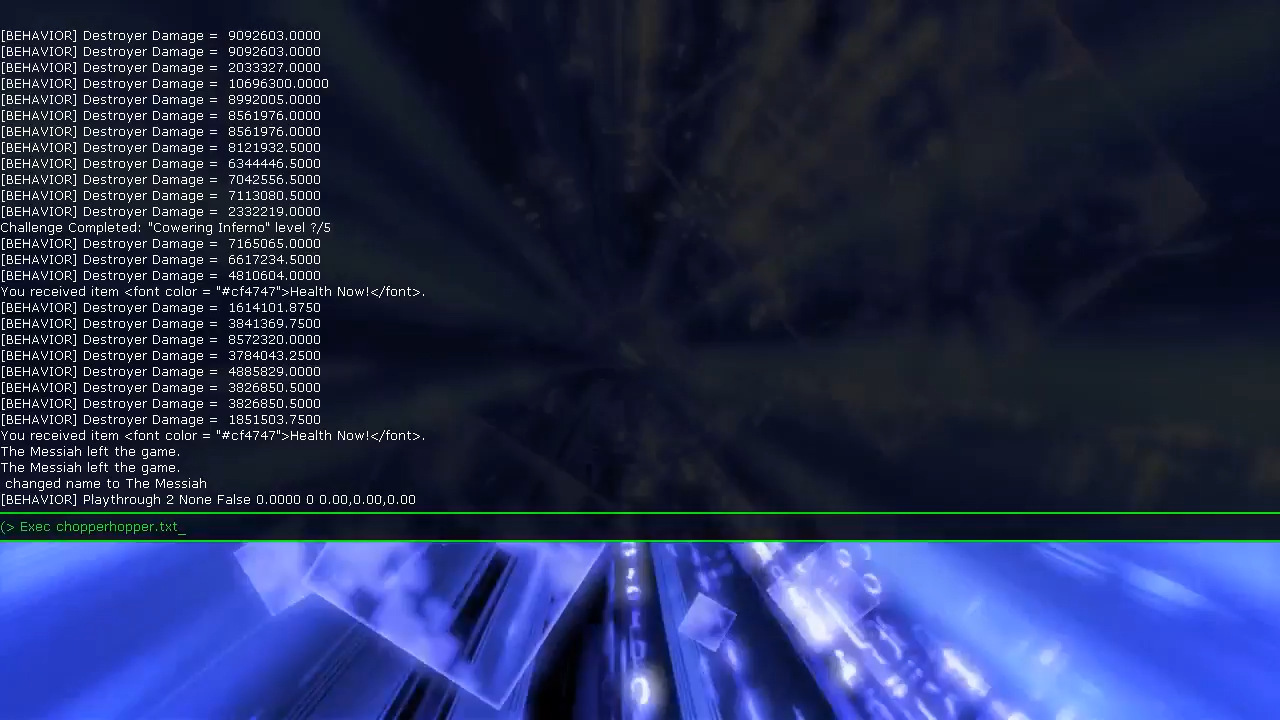 [BEHAVIOR] Destroyer Damage =  9092603.0000
[BEHAVIOR] Destroyer Damage =  9092603.0000
[BEHAVIOR] Destroyer Damage =  2033327.0000
[BEHAVIOR] Destroyer Damage =  10696300.0000
[BEHAVIOR] Destroyer Damage =  8992005.0000
[BEHAVIOR] Destroyer Damage =  8561976.0000
[BEHAVIOR] Destroyer Damage =  8561976.0000
[BEHAVIOR] Destroyer Damage =  8121932.5000
[BEHAVIOR] Destroyer Damage =  6344446.5000
[BEHAVIOR] Destroyer Damage =  7042556.5000
[BEHAVIOR] Destroyer Damage =  7113080.5000
[BEHAVIOR] Destroyer Damage =  2332219.0000
Challenge Completed: "Cowering Inferno" level ?/5
[BEHAVIOR] Destroyer Damage =  7165065.0000
[BEHAVIOR] Destroyer Damage =  6617234.5000
[BEHAVIOR] Destroyer Damage =  4810604.0000
You received item <font color = "#cf4747">Health Now!</font>.
[BEHAVIOR] Destroyer Damage =  1614101.8750
[BEHAVIOR] Destroyer Damage =  3841369.7500
[BEHAVIOR] Destroyer Damage =  8572320.0000
[BEHAVIOR] Destroyer Damage =  3784043.2500
[BEHAVIOR] Destroyer Damage =  4885829.0000
[BEHAVIOR] Destroyer Damage =  3826850.5000
[BEHAVIOR] Destroyer Damage =  3826850.5000
[BEHAVIOR] Destroyer Damage =  1851503.7500
You received item <font color = "#cf4747">Health Now!</font>.
The Messiah left the game.
The Messiah left the game.
 changed name to The Messiah
[BEHAVIOR] Playthrough 2 None False 0.0000 0 0.00,0.00,0.00
(> Exec chopperhopper.txt_